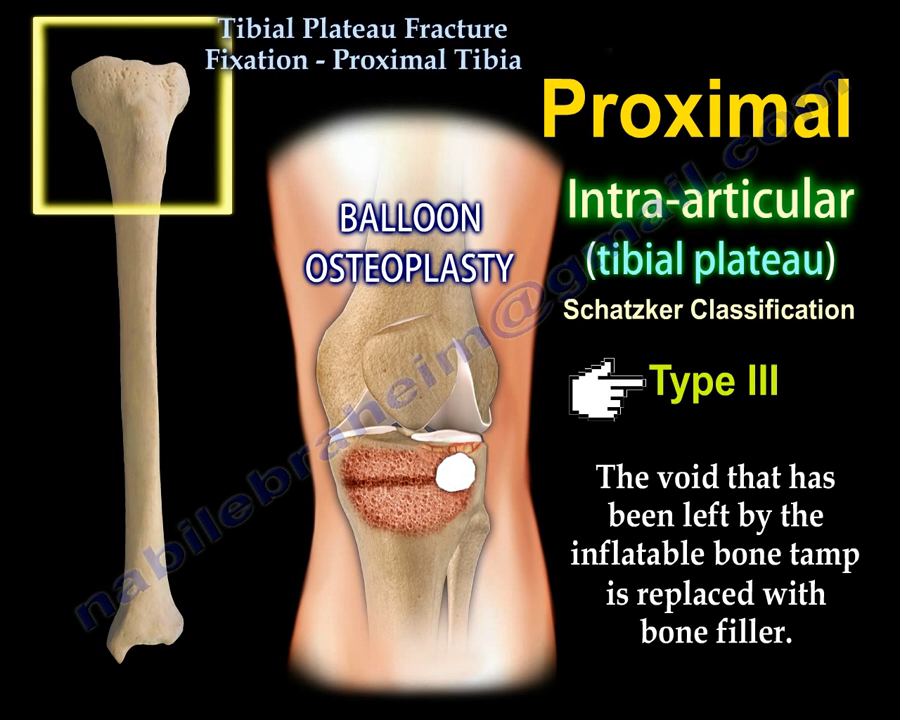 Tibial Plateau Fracture
Fixation - Proximal Tibia
Proximal
Intra-articular
(tibial plateau)
Schatzker Classification
Type III
BALLOON
OSTEOPLASTY
The void that has
been left by the
inflatable bone tamp
is replaced with
bone filler.
nabilebraheim@gmail.com